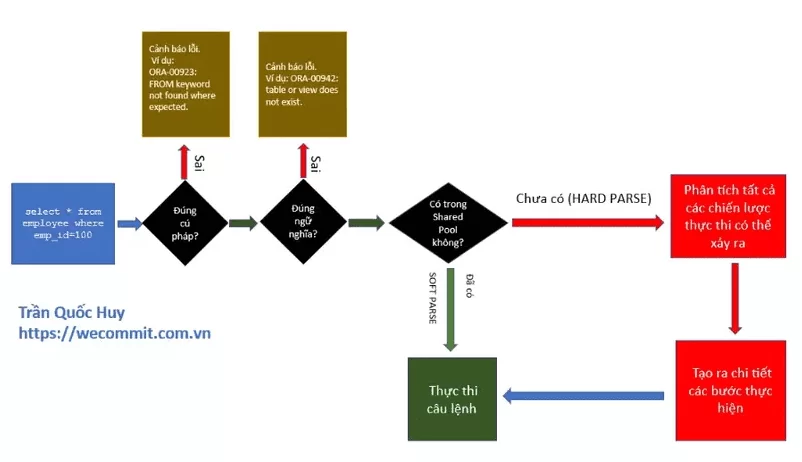 Cảnh báo lỗi.
Ví dụ:
ORA-00923:
FROM keyword
not found where
expected.
Cảnh báo lỗi.
Ví dụ: ORA-00942:
table or view does
not exist.
Sai
Sai
select * from
employee where
emp_id=100
Đúng
cú
pháp?
Đúng
ngữ
nghĩa?
Có trong
Shared
Pool
không?
Chưa có (HARD PARSE)
Phân tích tất cả
các chiến lược
thực thi có thể
xảy ra
Đã có
SOFT PARSE
Trần Quốc Huy
https://wecommit.com.vn
Thực thi
câu lệnh
Tạo ra chi tiết
các bước thực
hiện